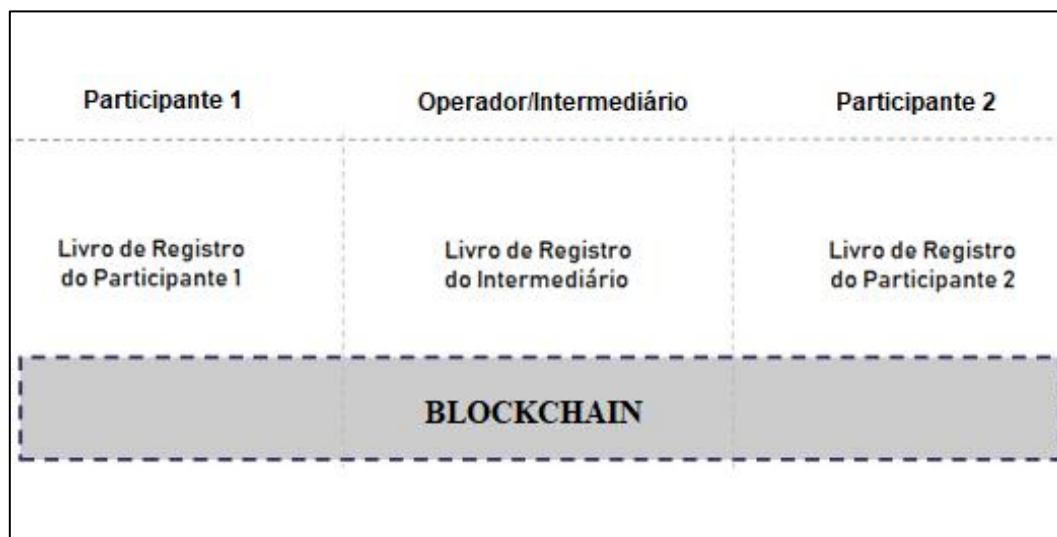 Participante 1
Operador/Intermediário
Participante 2
Livro de Registro
do Participante 1
Livro de Registro
do Intermediário
Livro de Registro
do Participante 2
BLOCKCHAIN